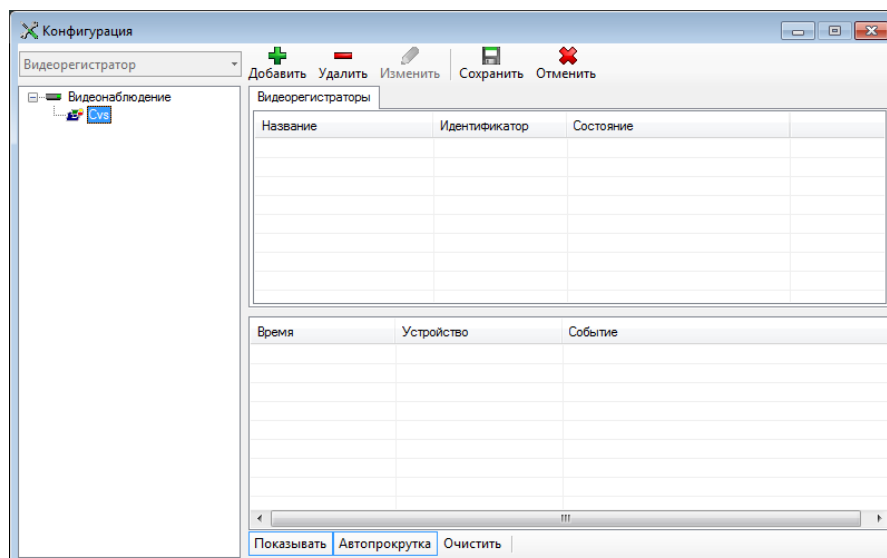 Конфигурация
Видеорегистратор
Добавить Удалить Изменить Сохранить Отменить
Видеонаблюдение
Cvs
Видеорегистраторы
Название Идентификатор Состояние
Время Устройство Событие
Показывать Автопрокрутка Очистить